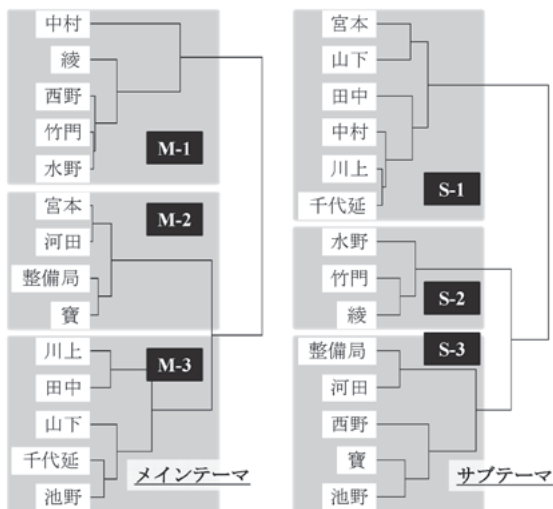 中村
綾
西野
竹門
水野
M-1
宮本
河田
整備局
寶
M-2
川上
田中
山下
千代延
池野
M-3
メインテーマ
宮本
山下
田中
中村
川上
千代延
S-1
水野
竹門
綾
S-2
整備局
河田
西野
寶
池野
S-3
サブテーマ